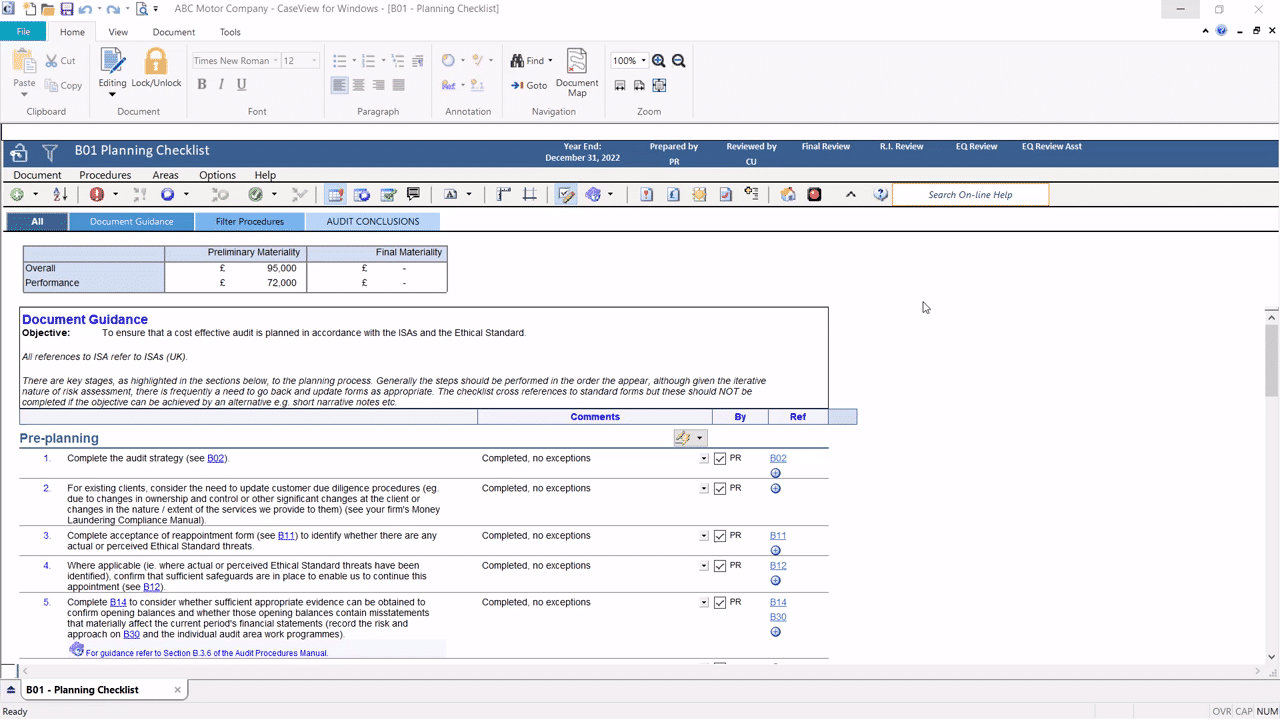 ABC Motor Company - CaseView for Windows - [B01 - Planning Checklist]
File Home View Document Tools
Paste Cut Copy Editing Lock/Unlock Times New Roman 12 B I U Find Goto Document Map 100%
Clipboard Document Font Paragraph Annotation Navigation Zoom
B01 Planning Checklist
Year End: December 31, 2022
Prepared by PR
Reviewed by CU
Final Review
R.I. Review
EQ Review
EQ Review Asst
Document Procedures Areas Options Help
Search On-line Help
All Document Guidance Filter Procedures AUDIT CONCLUSIONS
Preliminary Materiality Final Materiality
Overall £ 95,000 £ -
Performance £ 72,000 £ -
Document Guidance
Objective: To ensure that a cost effective audit is planned in accordance with the ISAs and the Ethical Standard.
All references to ISA refer to ISAs (UK).
There are key stages, as highlighted in the sections below, to the planning process. Generally the steps should be performed in the order the appear, although given the iterative
nature of risk assessment, there is frequently a need to go back and update forms as appropriate. The checklist cross references to standard forms but these should NOT be
completed if the objective can be achieved by an alternative e.g. short narrative notes etc.
Comments By Ref
Pre-planning
1. Complete the audit strategy (see B02). Completed, no exceptions PR B02
2. For existing clients, consider the need to update customer due diligence procedures (eg. Completed, no exceptions PR
due to changes in ownership and control or other significant changes at the client or
changes in the nature / extent of the services we provide to them) (see your firm's Money
Laundering Compliance Manual).
3. Complete acceptance of reappointment form (see B11) to identify whether there are any Completed, no exceptions PR B11
actual or perceived Ethical Standard threats.
4. Where applicable (ie. where actual or perceived Ethical Standard threats have been Completed, no exceptions PR B12
identified), confirm that sufficient safeguards are in place to enable us to continue this
appointment (see B12).
5. Complete B14 to consider whether sufficient appropriate evidence can be obtained to Completed, no exceptions PR B14
confirm opening balances and whether those opening balances contain misstatements B30
that materially affect the current period's financial statements (record the risk and
approach on B30 and the individual audit area work programmes).
For guidance refer to Section B.3.6 of the Audit Procedures Manual.
B01 - Planning Checklist
Ready OVR CAP NUM